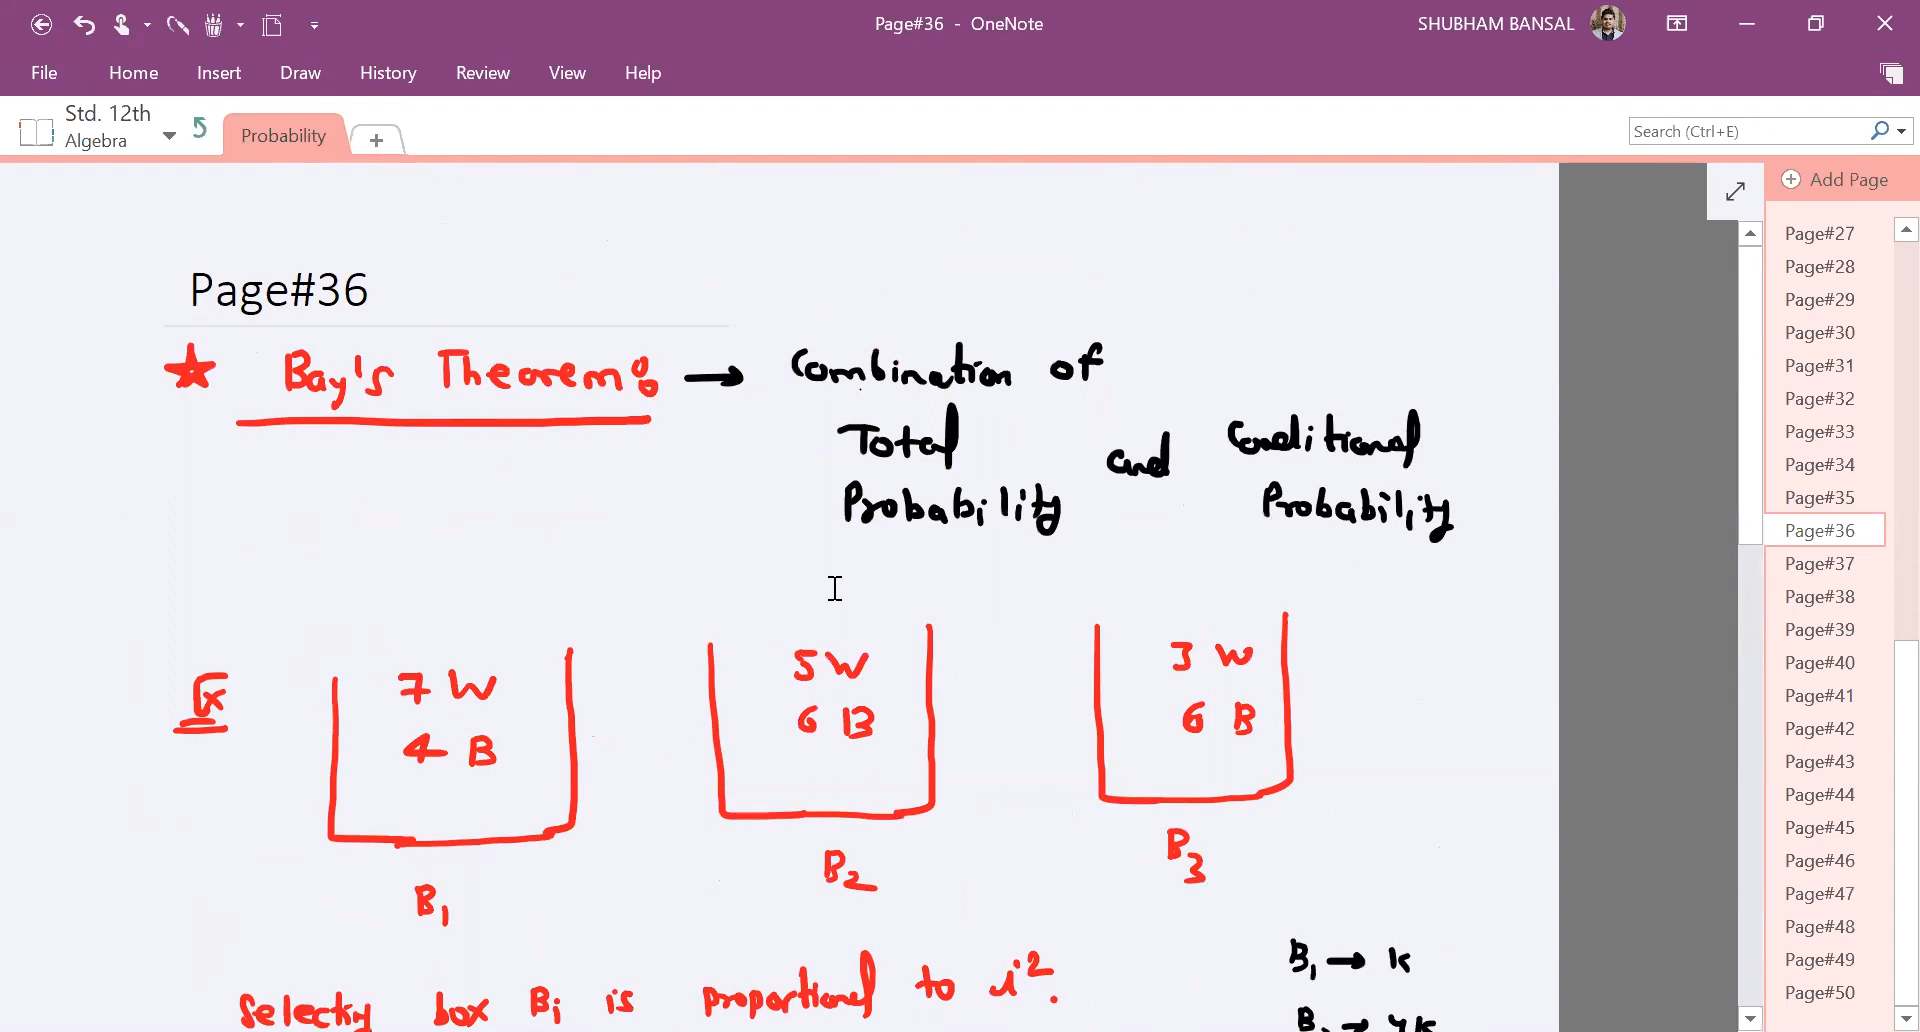 Page#36 - OneNote
SHUBHAM BANSAL
File Home Insert Draw History Review View Help
Std. 12th
Algebra
Probability
+
Search (Ctrl+E)
Add Page
Page#36
Bay's Theorem: → Combination of
Total Probability and Conditional Probability
Ex
7 W
4 B
B1
5 W
6 B
B2
3 W
6 B
B3
Selecting box Bi is proportional to i².
B1 → k
4k
Page#27
Page#28
Page#29
Page#30
Page#31
Page#32
Page#33
Page#34
Page#35
Page#36
Page#37
Page#38
Page#39
Page#40
Page#41
Page#42
Page#43
Page#44
Page#45
Page#46
Page#47
Page#48
Page#49
Page#50